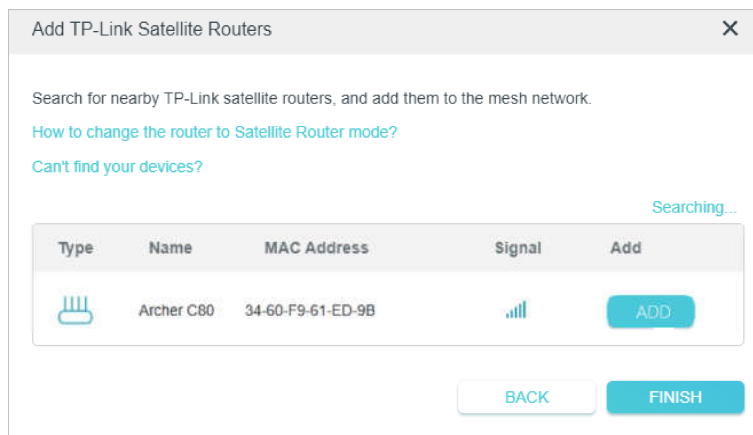 Add TP-Link Satellite Routers
Search for nearby TP-Link satellite routers, and add them to the mesh network.
How to change the router to Satellite Router mode?
Can't find your devices?
Searching...
Type Name MAC Address Signal Add
Archer C80 34-60-F9-61-ED-9B ADD
BACK FINISH